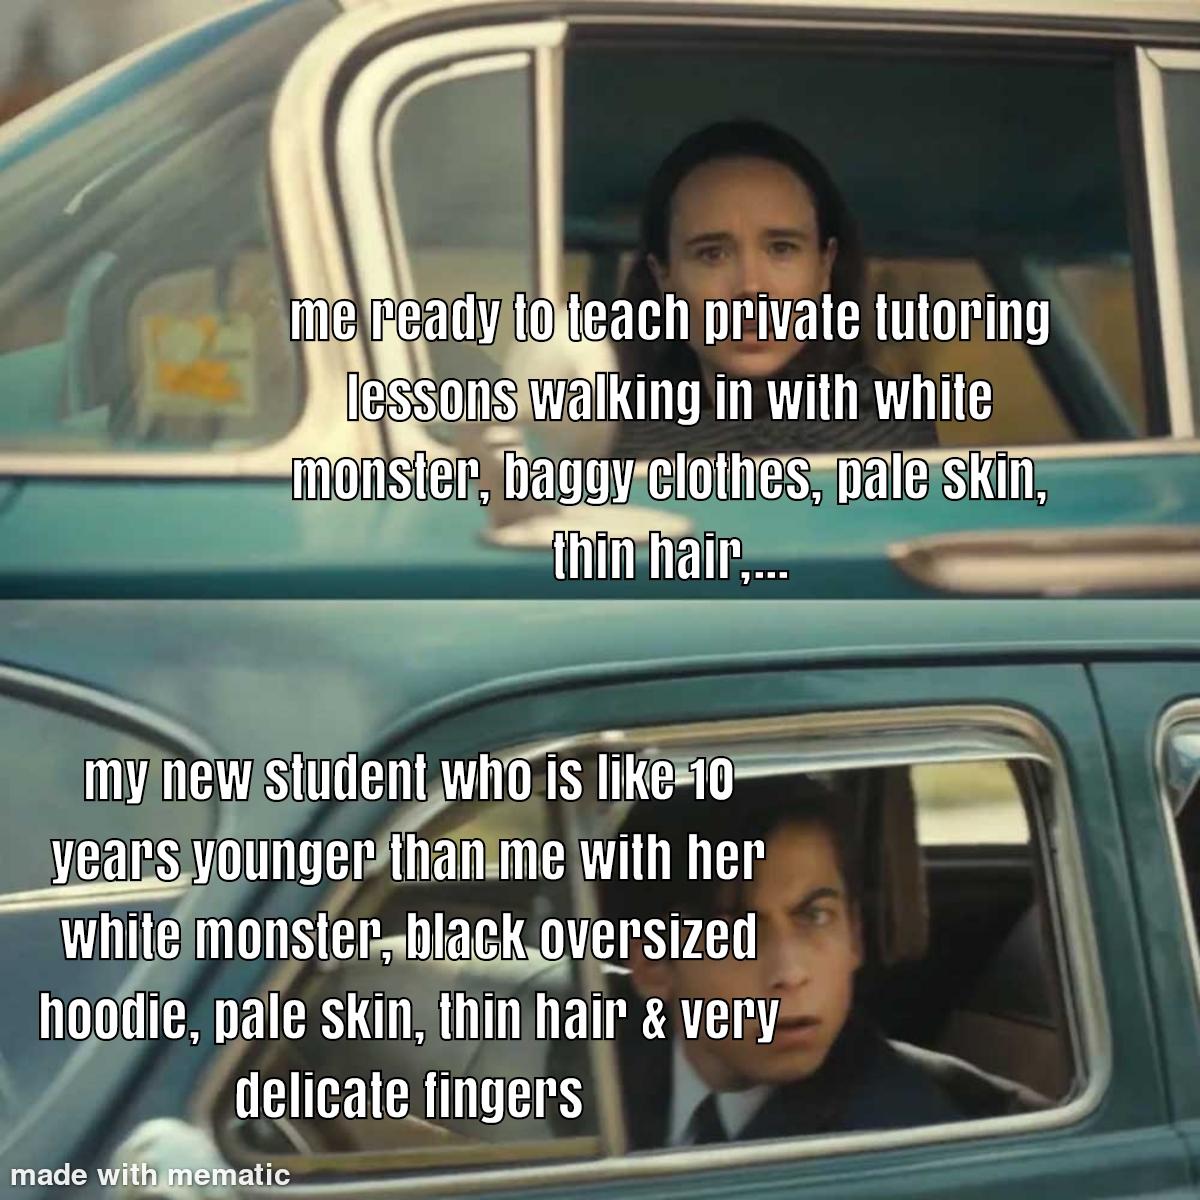 me ready to teach private tutoring
lessons walking in with white
monster, baggy clothes, pale skin,
thin hair,...
my new student who is like 10
years younger than me with her
white monster, black oversized
hoodie, pale skin, thin hair & very
delicate fingers
made with mematic